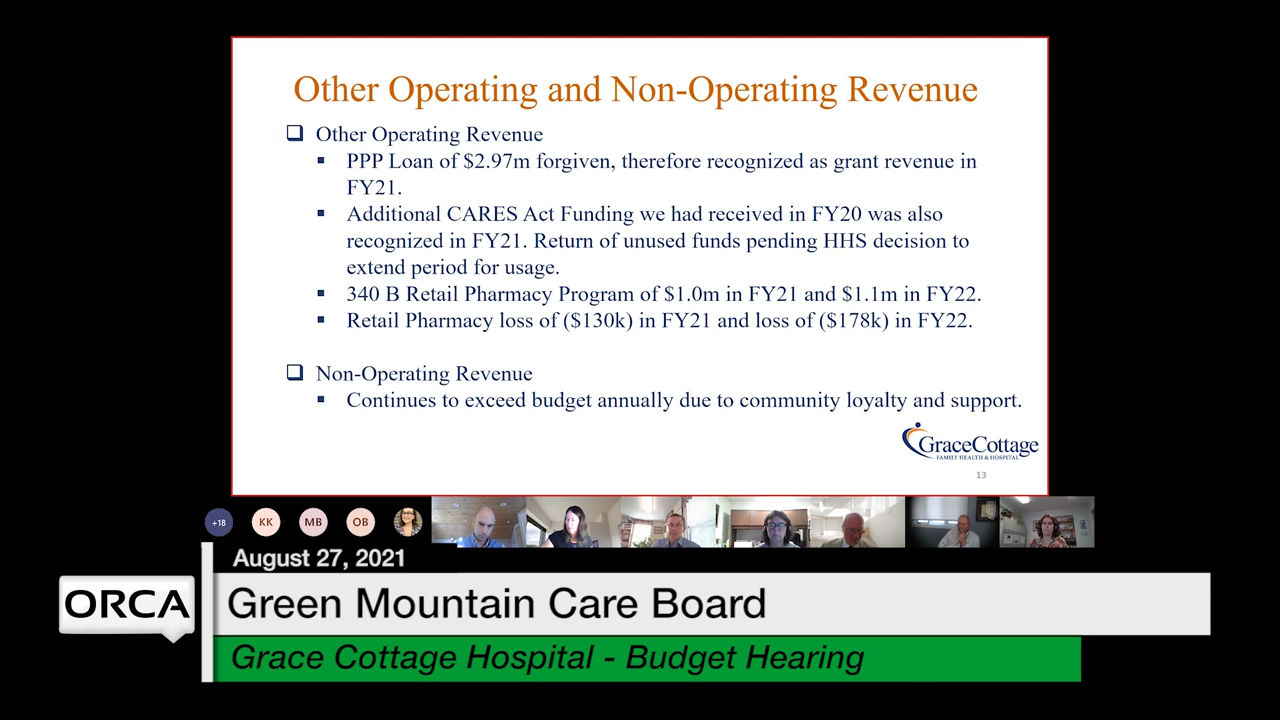 Other Operating and Non-Operating Revenue
Other Operating Revenue
PPP Loan of $2.97m forgiven, therefore recognized as grant revenue in
FY21.
Additional CARES Act Funding we had received in FY20 was also
recognized in FY21. Return of unused funds pending HHS decision to
extend period for usage.
340 B Retail Pharmacy Program of $1.0m in FY21 and $1.1m in FY22.
Retail Pharmacy loss of ($130k) in FY21 and loss of ($178k) in FY22.
Non-Operating Revenue
Continues to exceed budget annually due to community loyalty and support.
GraceCottage
FAMILY HEALTH & HOSPITAL
13
+18 KK MB OB
August 27, 2021
ORCA
Green Mountain Care Board
Grace Cottage Hospital - Budget Hearing